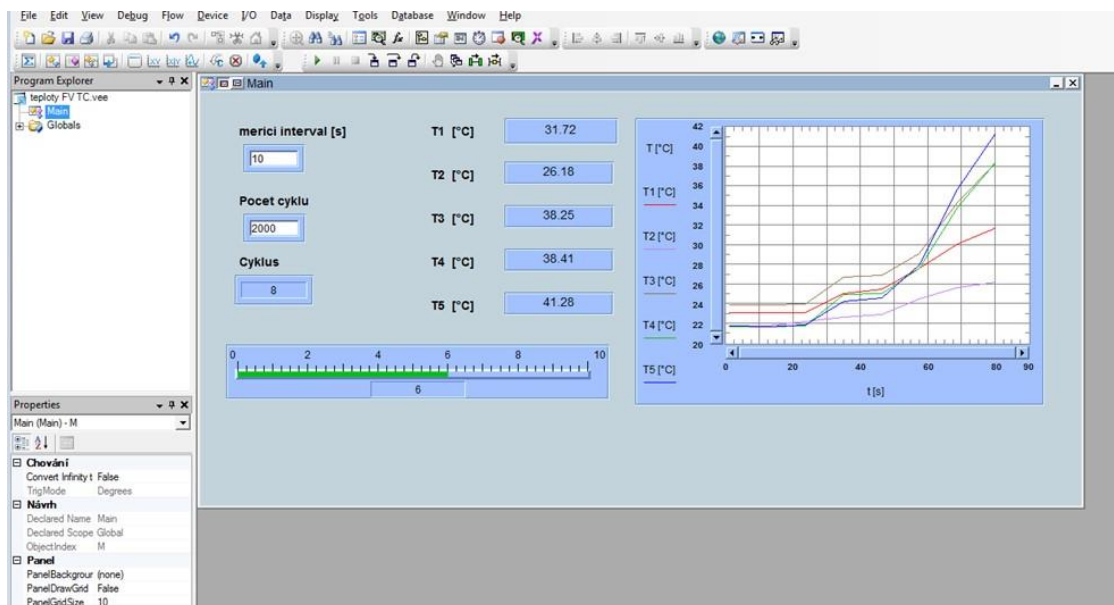 File Edit View Debug Flow Device I/O Data Display Tools Database Window Help
Program Explorer
teploty FV TC.vee
Main
Globals
Main
merici interval [s]
10
Pocet cyklu
2000
Cyklus
8
T1 [°C] 31.72
T2 [°C] 26.18
T3 [°C] 38.25
T4 [°C] 38.41
T5 [°C] 41.28
0 2 4 6 8 10
6
T [°C]
T1 [°C]
T2 [°C]
T3 [°C]
T4 [°C]
T5 [°C]
42
40
38
36
34
32
30
28
26
24
22
20
0 20 40 60 80 90
t [s]
Properties
Main (Main) - M
Chování
Convert Infinity t False
TrigMode Degrees
Návrh
Declared Name Main
Declared Scope Global
ObjectIndex M
Panel
PanelBackgrour (none)
PanelDrawGrid False
PanelGridSize 10